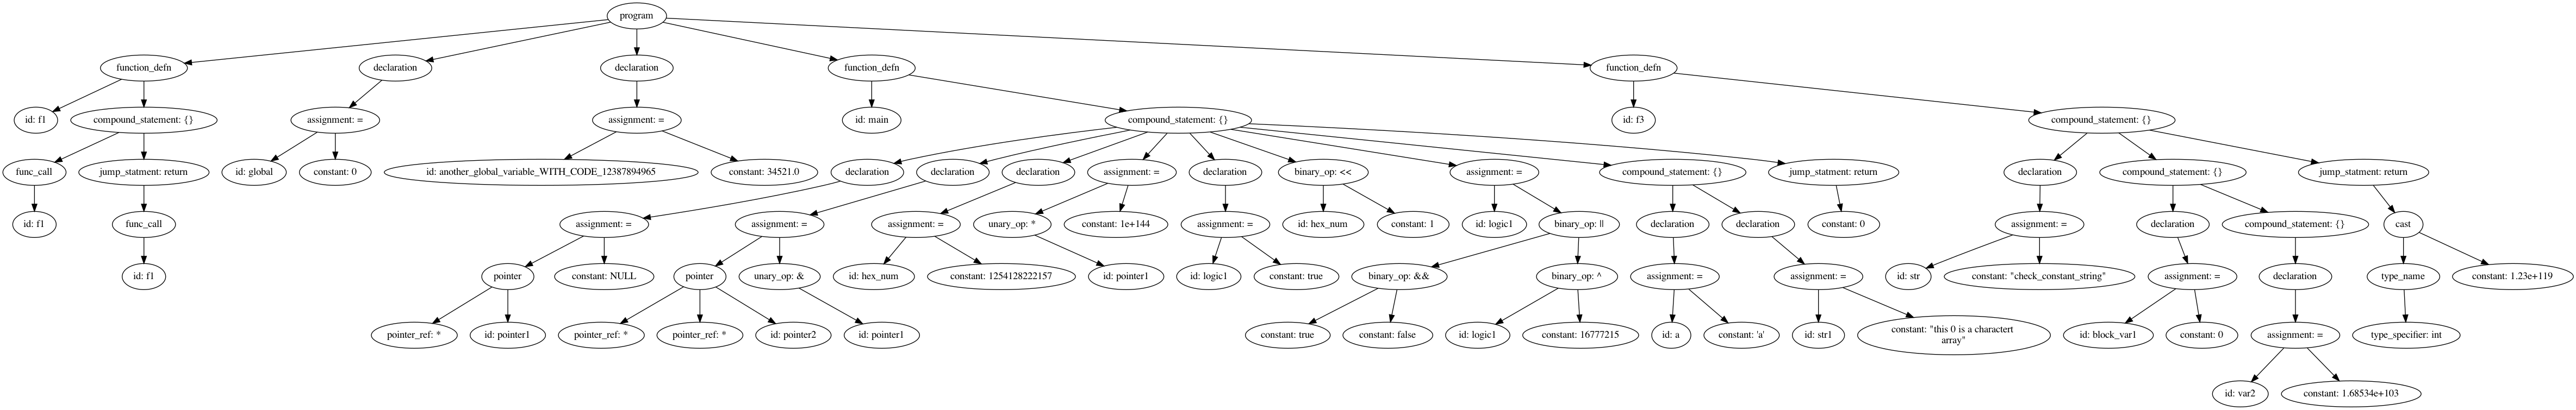 program
function_defn
declaration
declaration
function_defn
function_defn
id: f1
compound_statement: {}
assignment: =
assignment: =
id: main
compound_statement: {}
id: f3
compound_statement: {}
func_call
jump_statment: return
id: global
constant: 0
id: another_global_variable_WITH_CODE_12387894965
constant: 34521.0
declaration
declaration
declaration
assignment: =
declaration
binary_op: <<
assignment: =
compound_statement: {}
jump_statment: return
declaration
compound_statement: {}
jump_statment: return
id: f1
func_call
assignment: =
assignment: =
assignment: =
unary_op: *
constant: 1e+144
assignment: =
id: hex_num
constant: 1
id: logic1
binary_op: ||
declaration
declaration
constant: 0
assignment: =
declaration
compound_statement: {}
cast
id: f1
pointer
constant: NULL
pointer
unary_op: &
id: hex_num
constant: 1254128222157
id: pointer1
id: logic1
constant: true
binary_op: &&
binary_op: ^
assignment: =
assignment: =
id: str
constant: "check_constant_string"
assignment: =
declaration
type_name
constant: 1.23e+119
pointer_ref: *
id: pointer1
pointer_ref: *
pointer_ref: *
id: pointer2
id: pointer1
constant: true
constant: false
id: logic1
constant: 16777215
id: a
constant: 'a'
id: str1
constant: "this 0 is a charactert
array"
id: block_var1
constant: 0
assignment: =
type_specifier: int
id: var2
constant: 1.68534e+103